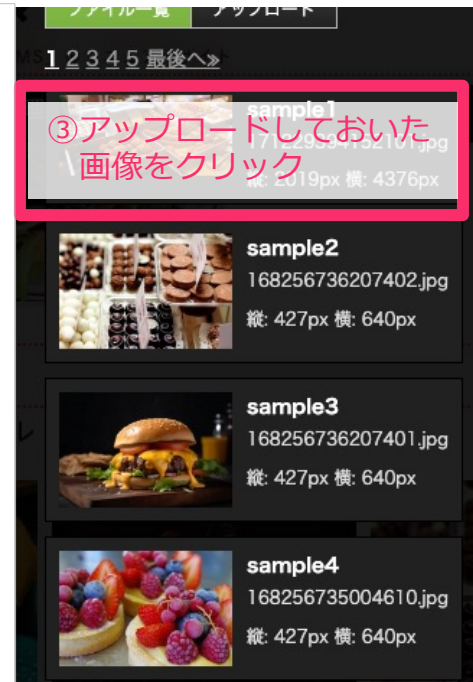 ファイル一覧 アップロード
1 2 3 4 5 最後へ»
sample1
③アップロードしておいた
画像をクリック
縦: 2019px 横: 4376px
sample2
168256736207402.jpg
縦: 427px 横: 640px
sample3
168256736207401.jpg
縦: 427px 横: 640px
sample4
168256735004610.jpg
縦: 427px 横: 640px